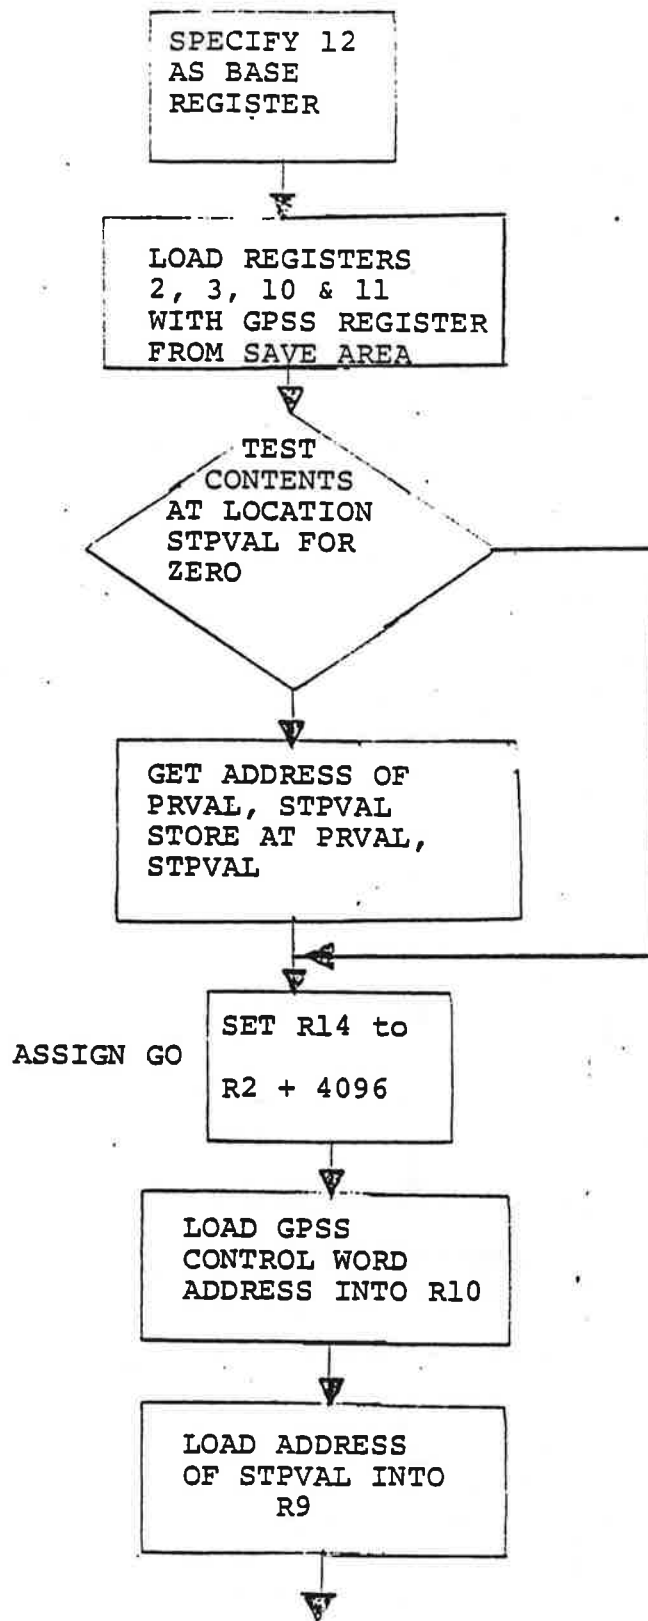 SPECIFY 12
AS BASE
REGISTER
LOAD REGISTERS
2, 3, 10 & 11
WITH GPSS REGISTER
FROM SAVE AREA
TEST
CONTENTS
AT LOCATION
STPVAL FOR
ZERO
GET ADDRESS OF
PRVAL, STPVAL
STORE AT PRVAL,
STPVAL
ASSIGN GO
SET R14 to
R2 + 4096
LOAD GPSS
CONTROL WORD
ADDRESS INTO R10
LOAD ADDRESS
OF STPVAL INTO
R9